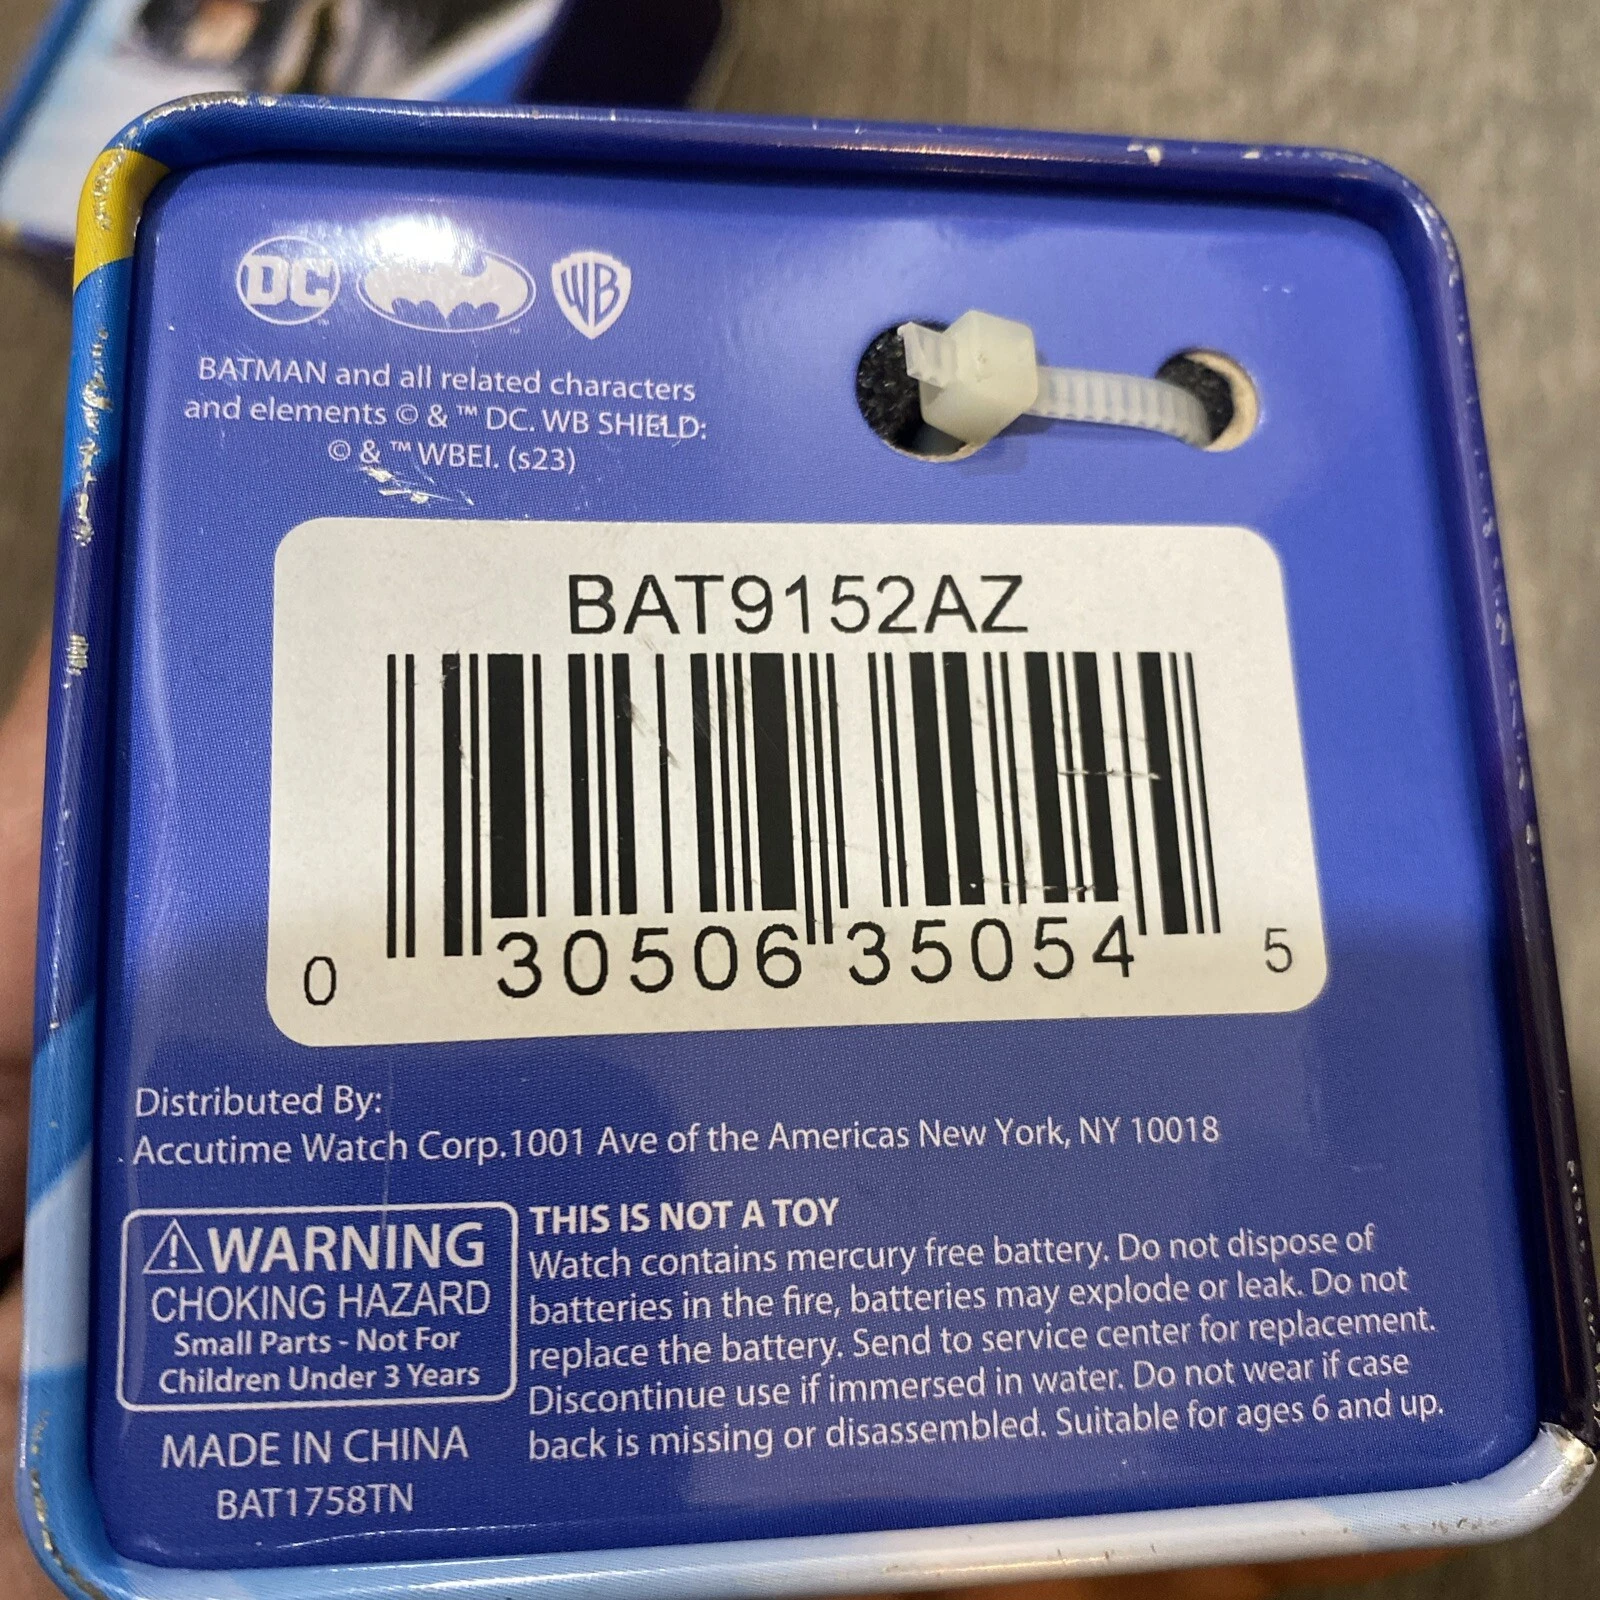 DC™ ™ WB
BATMAN and all related characters
and elements © & ™ DC. WB SHIELD:
© & ™ WBEI. (s23)
BAT9152AZ
0 30506 35054 5
Distributed By:
Accutime Watch Corp.1001 Ave of the Americas New York, NY 10018
⚠WARNING
CHOKING HAZARD
Small Parts - Not For
Children Under 3 Years
MADE IN CHINA
BAT1758TN
THIS IS NOT A TOY
Watch contains mercury free battery. Do not dispose of
batteries in the fire, batteries may explode or leak. Do not
replace the battery. Send to service center for replacement.
Discontinue use if immersed in water. Do not wear if case
back is missing or disassembled. Suitable for ages 6 and up.